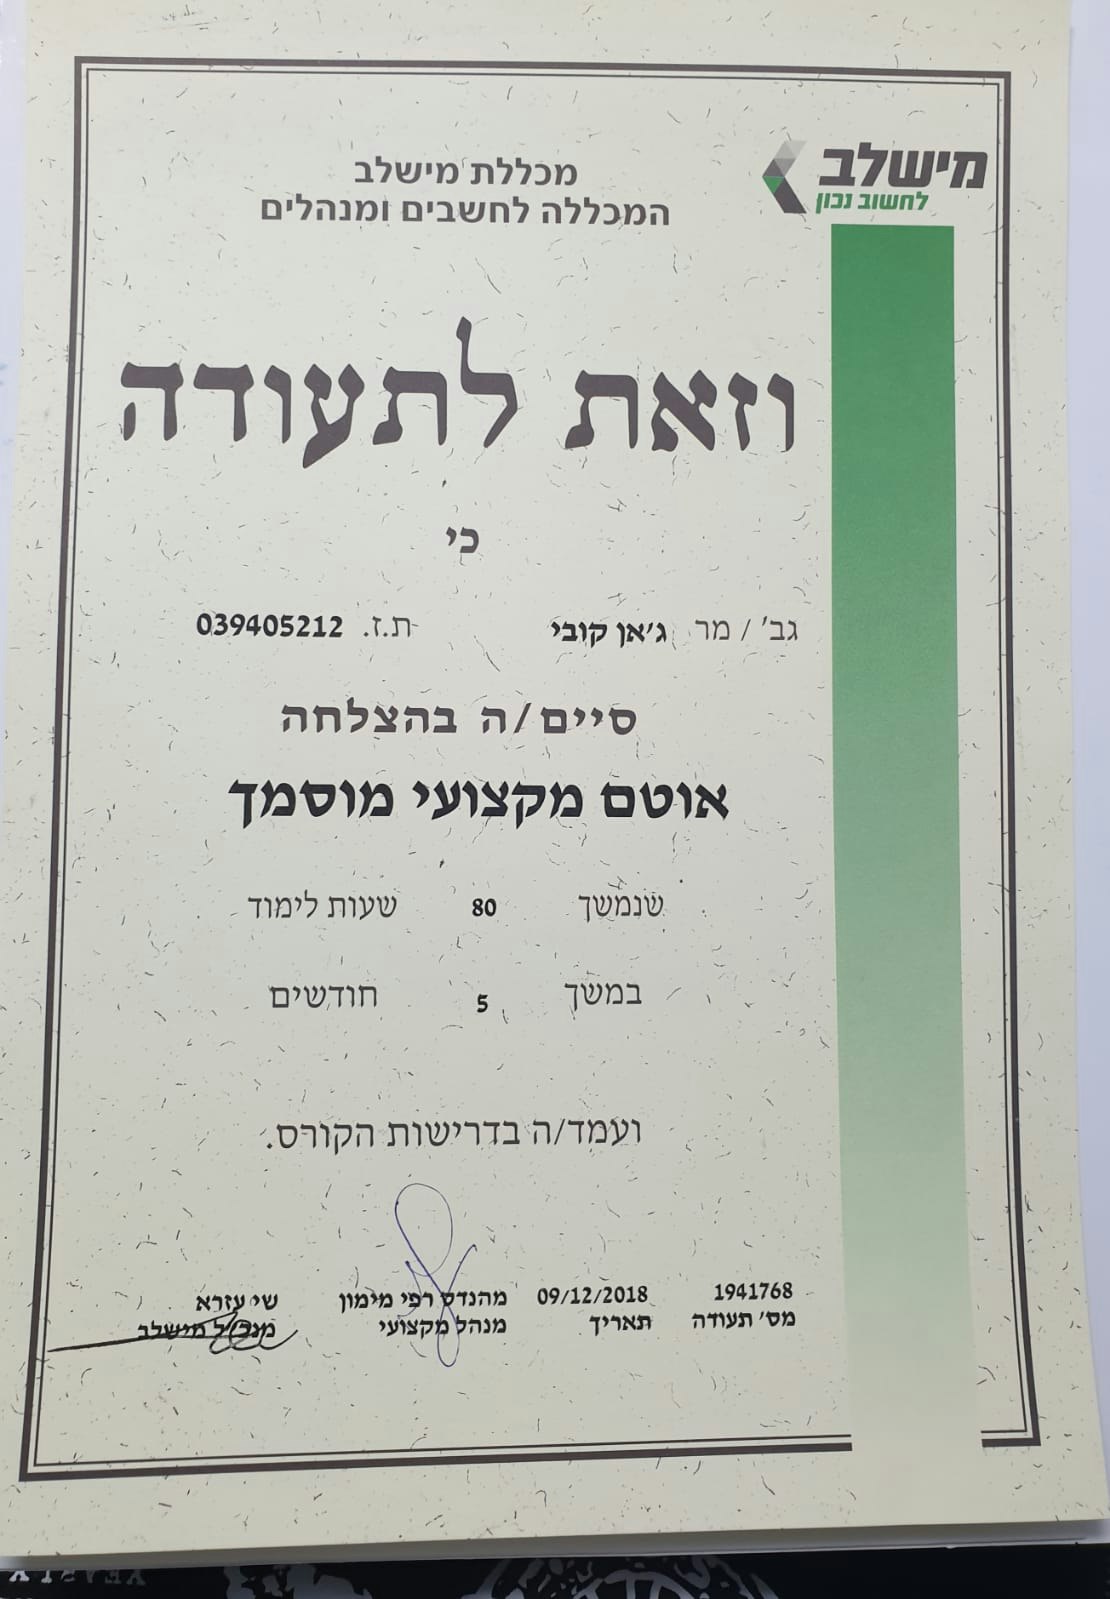 מישלב
לחשוב נכון
מכללת מישלב
המכללה לחשבים ומנהלים
וזאת לתעודה
כי
גב' / מר ג'אן קובי ת.ז. 039405212
סיים/ה בהצלחה
אוטם מקצועי מוסמך
שנמשך 80 שעות לימוד
במשך 5 חודשים
ועמד/ה בדרישות הקורס.
1941768 09/12/2018 מהנדס רפי מימון שי עזרא
מס' תעודה תאריך מנהל מקצועי מנכ"ל מישלב